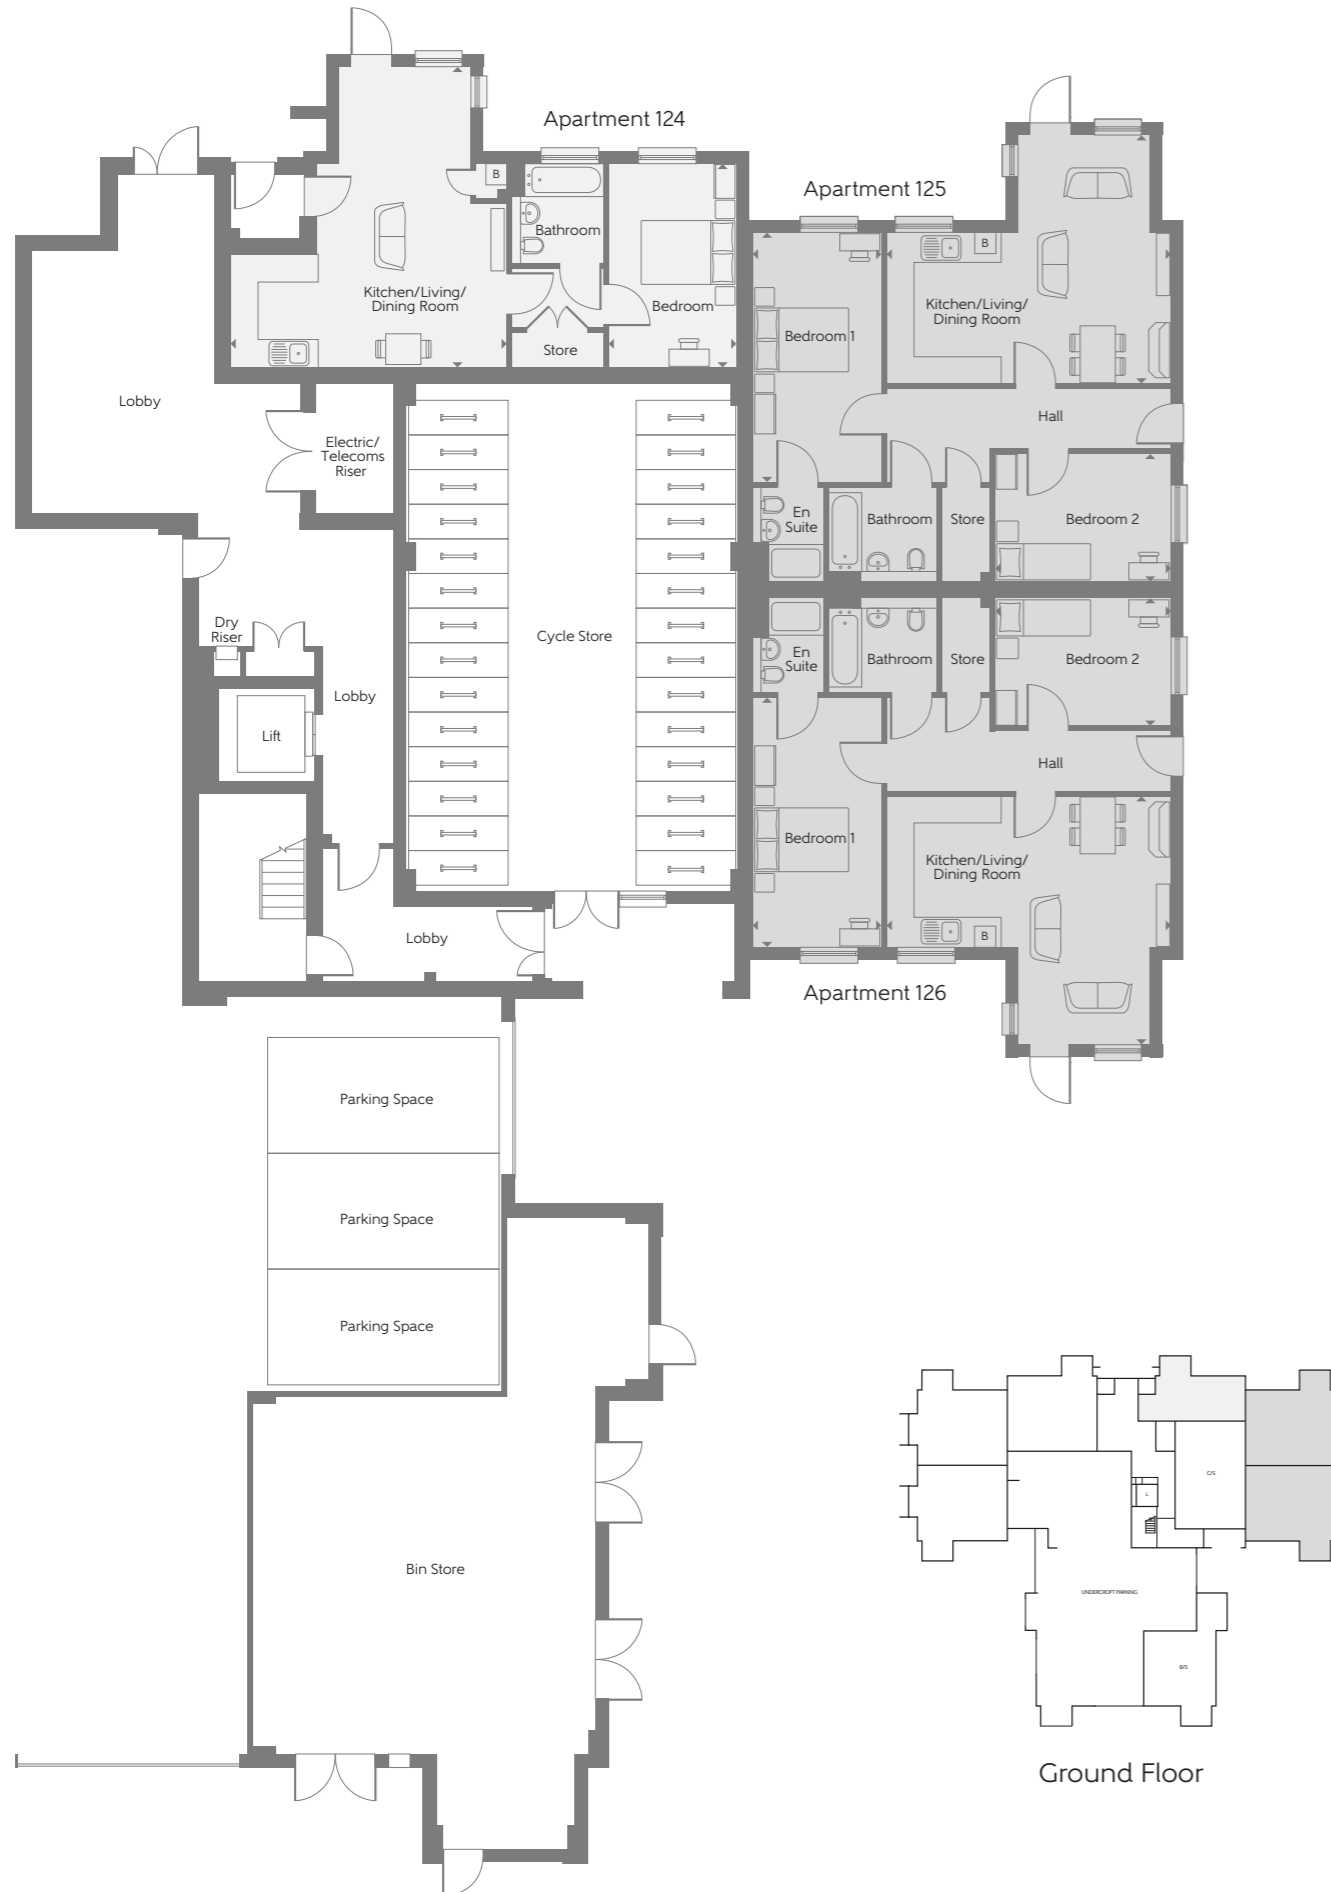 Apartment 124
B
Bathroom
Kitchen/Living/
Dining Room
Bedroom
Store
Apartment 125
B
Kitchen/Living/
Dining Room
Bedroom 1
Hall
En
Suite
Bathroom
Store
Bedroom 2
Lobby
Electric/
Telecoms
Riser
Cycle Store
Dry
Riser
Lobby
Lift
Lobby
En
Suite
Bathroom
Store
Bedroom 2
Hall
Bedroom 1
Kitchen/Living/
Dining Room
B
Apartment 126
Parking Space
Parking Space
Parking Space
Bin Store
C/S
L
UNDERCROFT PARKING
B/S
Ground Floor